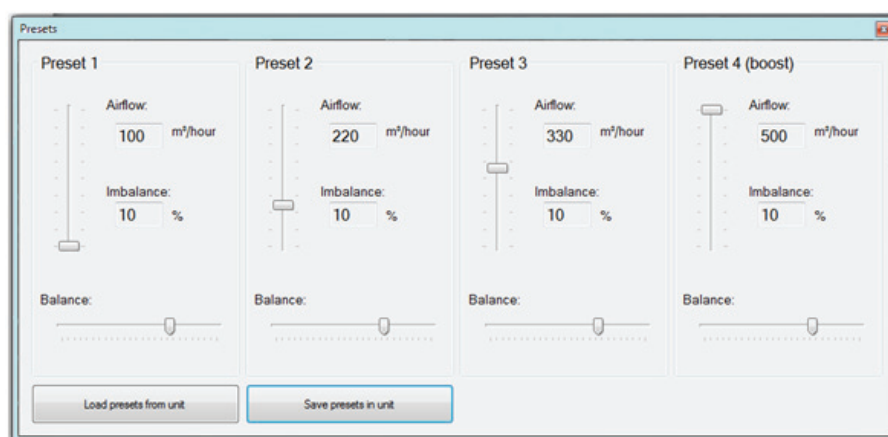 Presets
Preset 1
Airflow:
100 m³/hour
Imbalance:
10 %
Balance:
Preset 2
Airflow:
220 m³/hour
Imbalance:
10 %
Balance:
Preset 3
Airflow:
330 m³/hour
Imbalance:
10 %
Balance:
Preset 4 (boost)
Airflow:
500 m³/hour
Imbalance:
10 %
Balance:
Load presets from unit
Save presets in unit